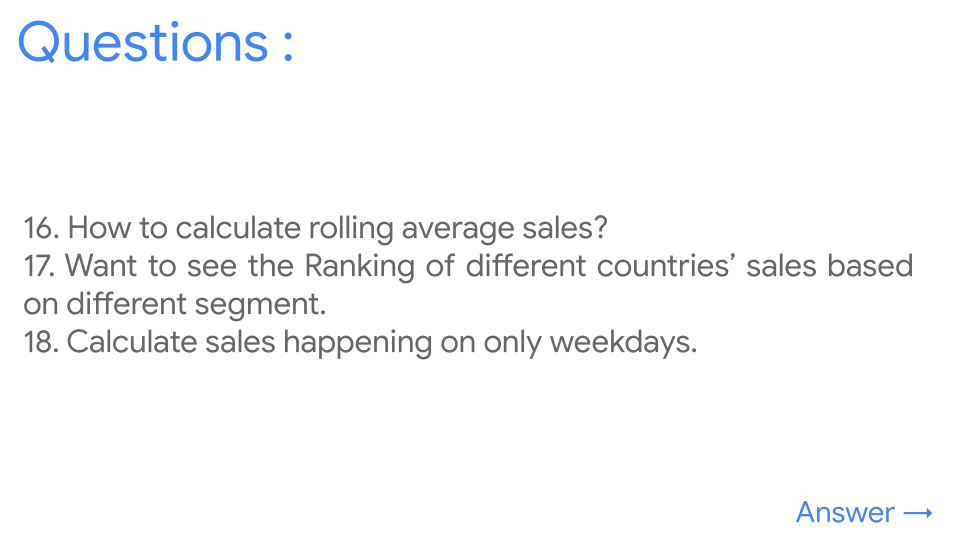 Questions :
16. How to calculate rolling average sales?
17. Want to see the Ranking of different countries’ sales based
on different segment.
18. Calculate sales happening on only weekdays.
Answer →